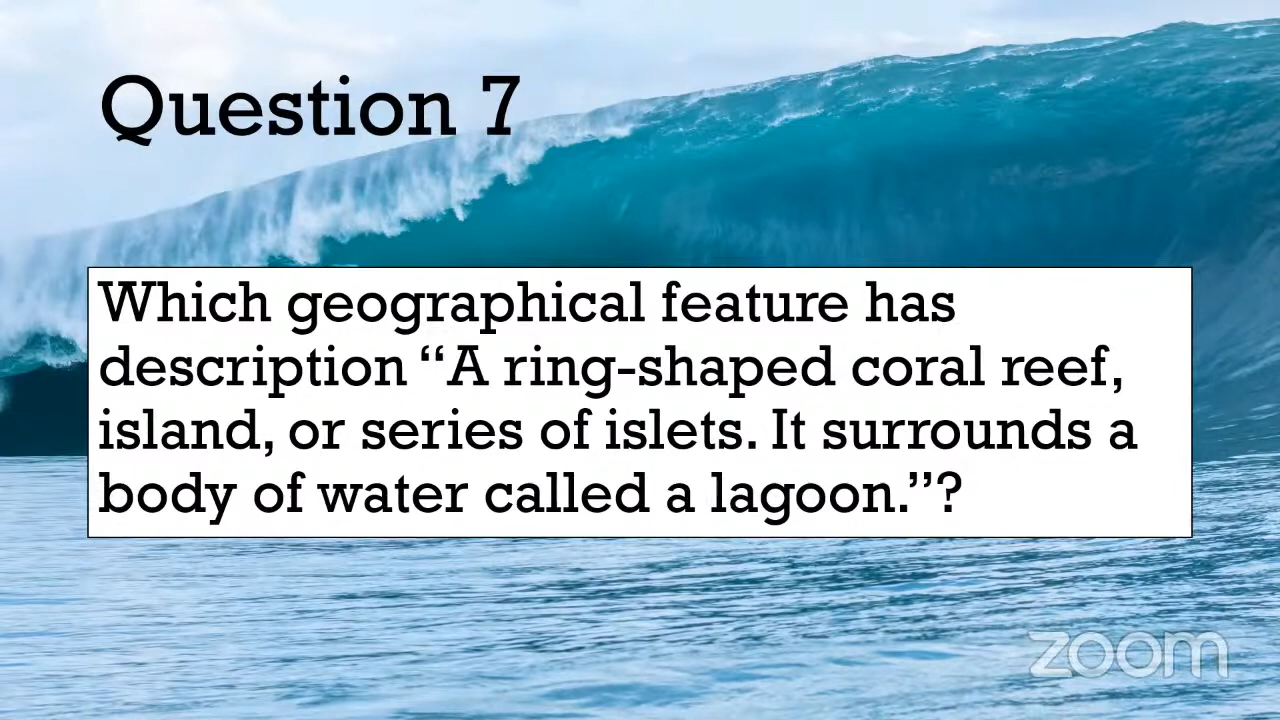 Question 7
Which geographical feature has
description “A ring-shaped coral reef,
island, or series of islets. It surrounds a
body of water called a lagoon.”?
zoom